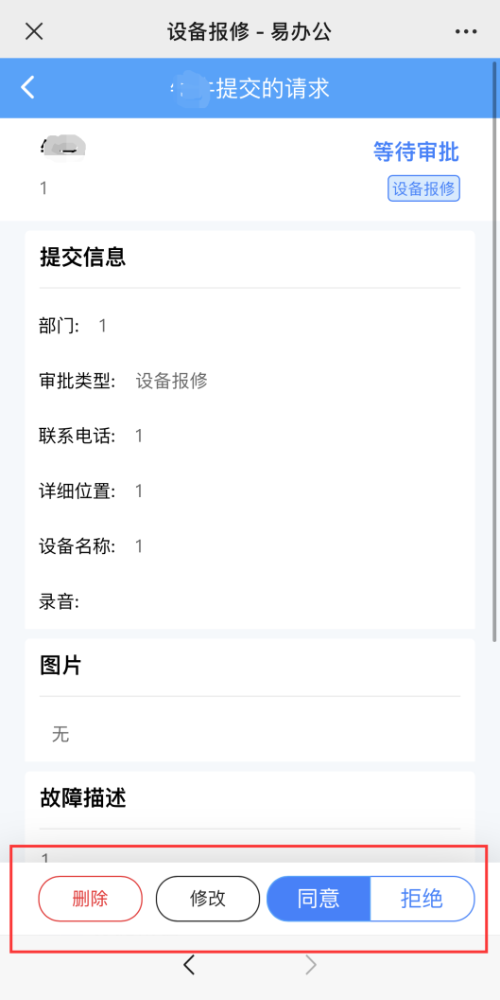 设备报修 - 易办公
提交的请求
等待审批
1
设备报修
提交信息
部门: 1
审批类型: 设备报修
联系电话: 1
详细位置: 1
设备名称: 1
录音:
图片
无
故障描述
1
删除 修改 同意 拒绝